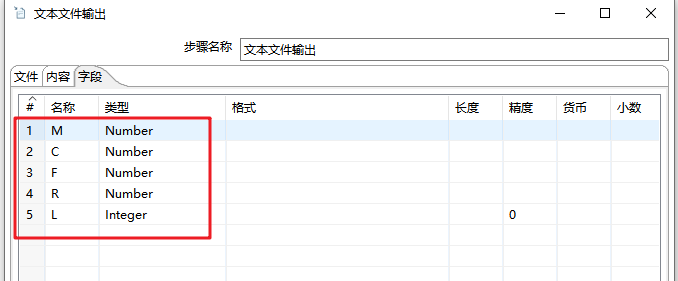 文本文件输出
步骤名称 文本文件输出
文件 内容 字段
# 名称 类型 格式 长度 精度 货币 小数
1 M Number
2 C Number
3 F Number
4 R Number
5 L Integer 0